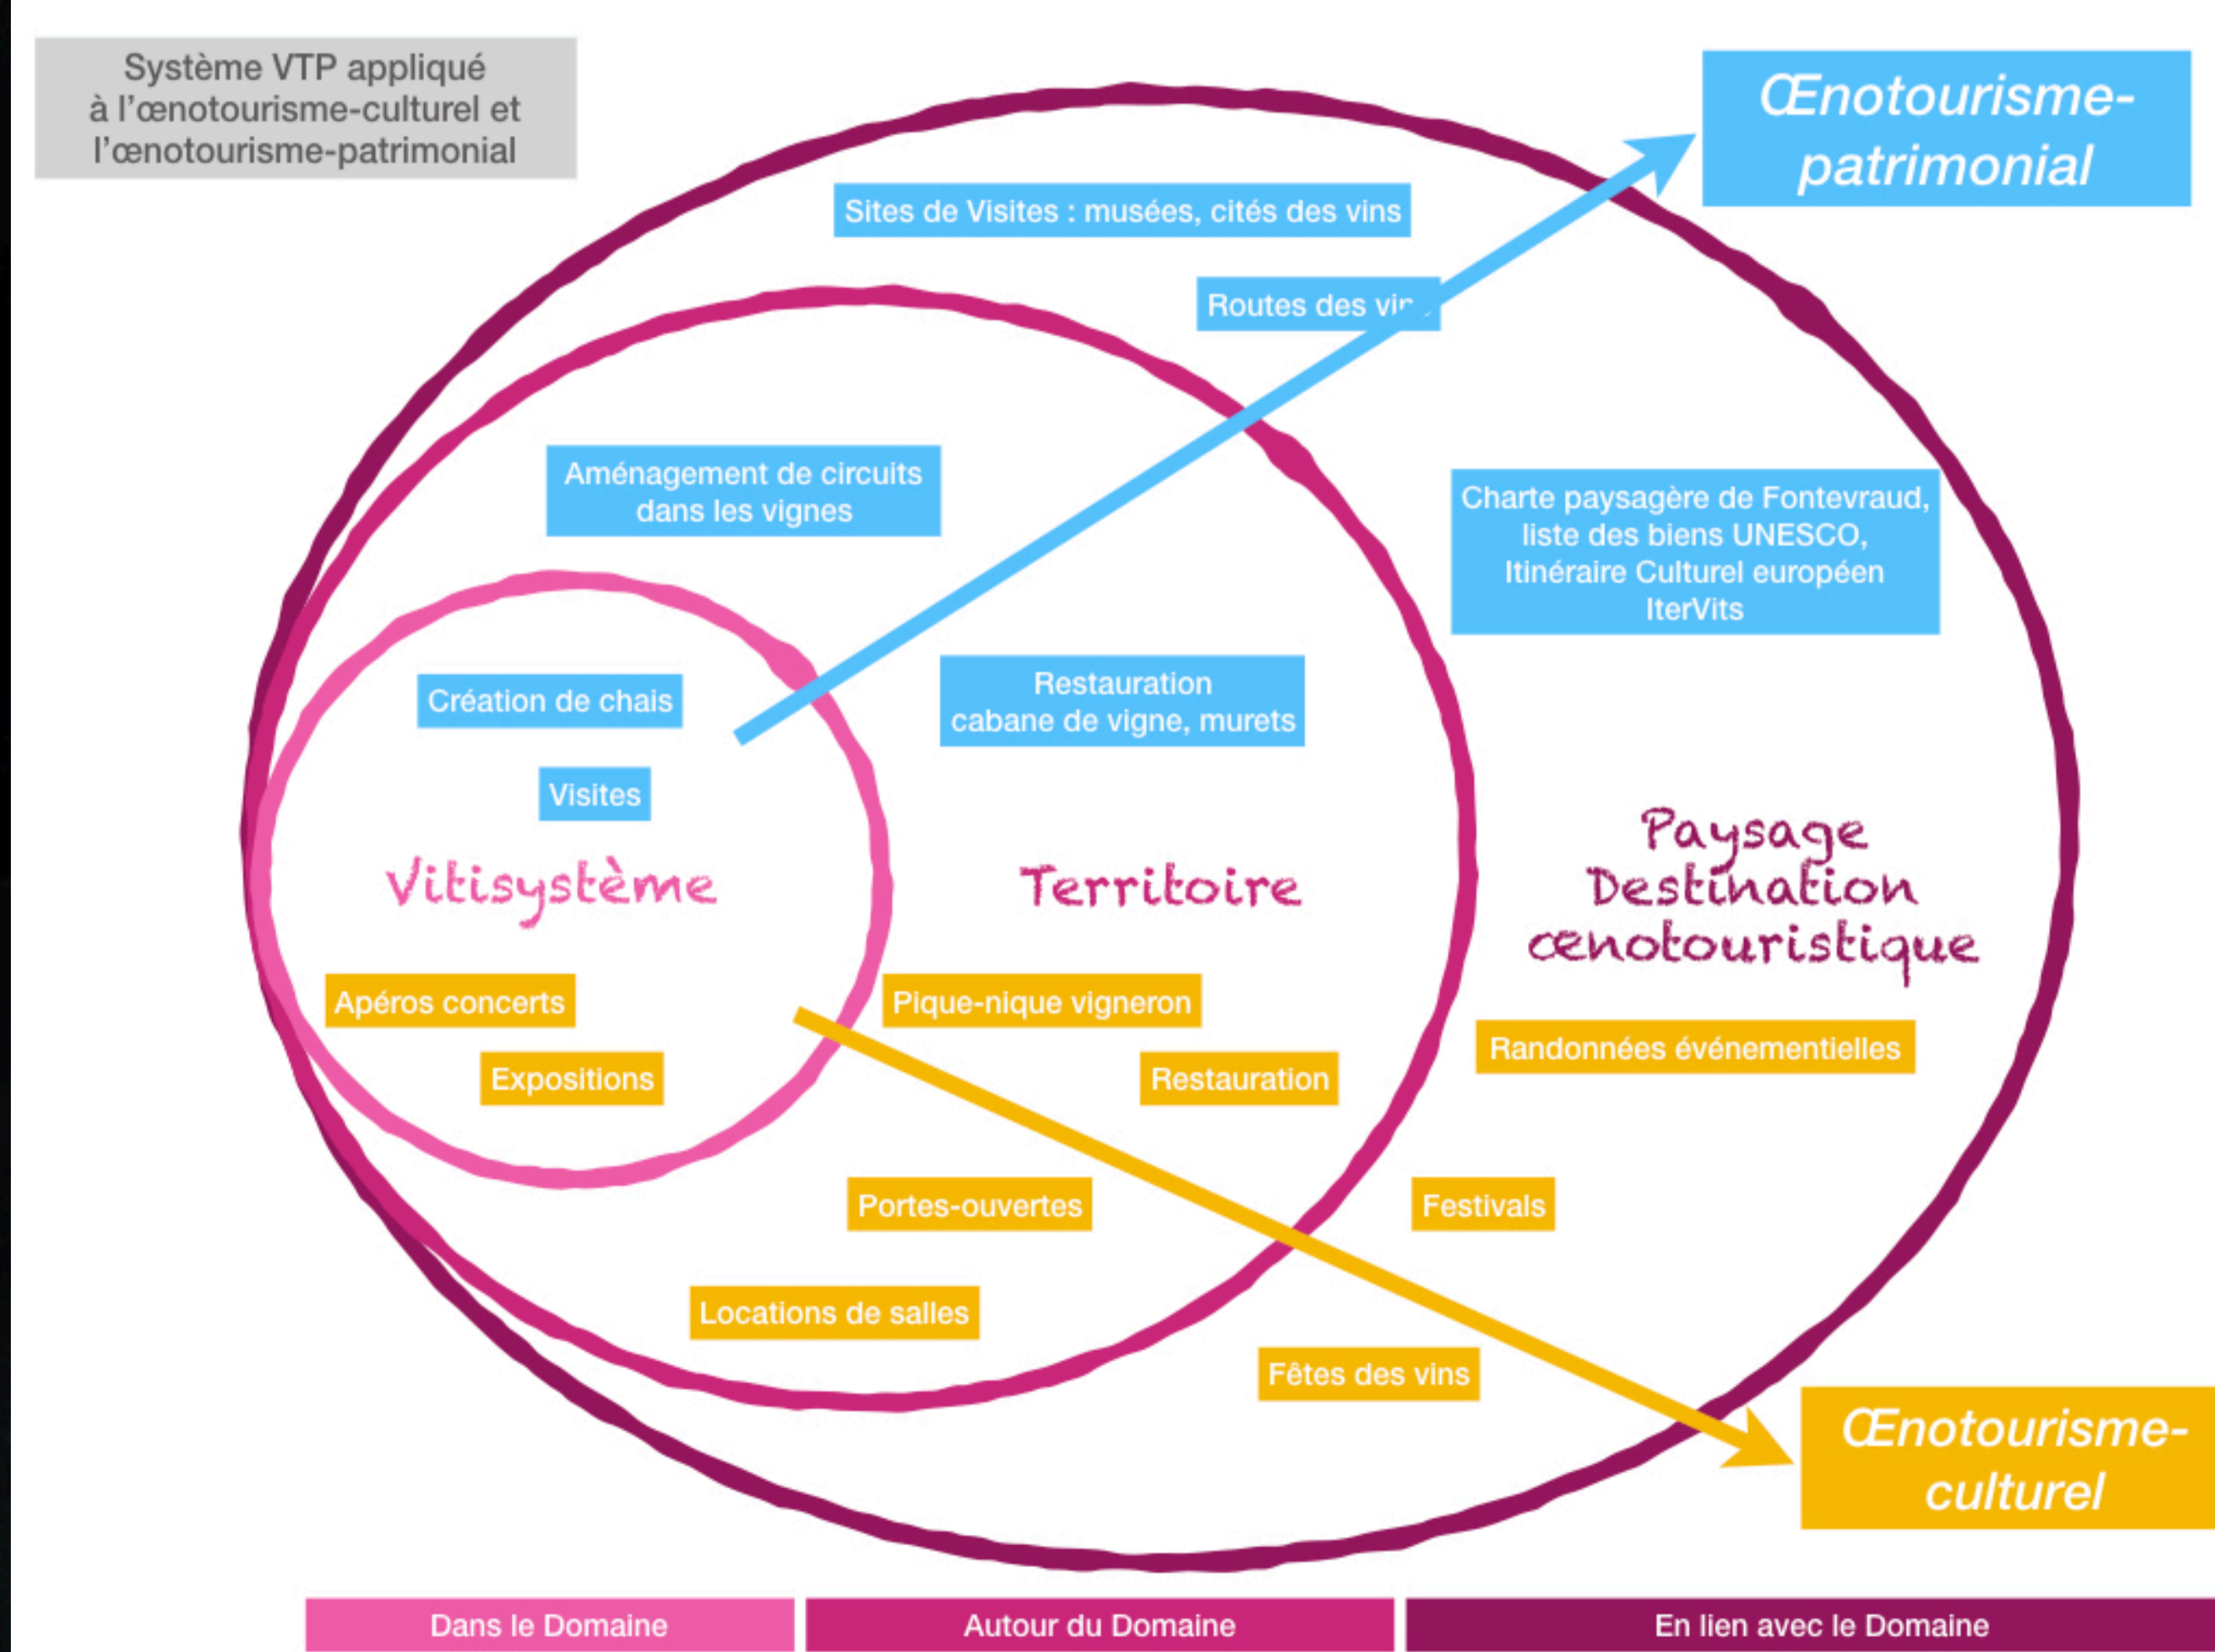 Système VTP appliqué
à l'œnotourisme-culturel et
l'œnotourisme-patrimonial
Œnotourisme-
patrimonial
Sites de Visites : musées, cités des vins
Routes des
Aménagement de circuits
dans les vignes
Charte paysagère de Fontevraud,
liste des biens UNESCO,
Itinéraire Culturel européen
IterVits
Création de chais
Restauration
cabane de vigne, murets
Visites
Vitisystème
Territoire
Paysage
Destination
œnotouristique
Apéros concerts
Pique-nique vigneron
Randonnées événementielles
Expositions
Restauration
Portes-ouvertes
Festivals
Locations de salles
Fêtes des vins
Œnotourisme-
culturel
Dans le Domaine
Autour du Domaine
En lien avec le Domaine